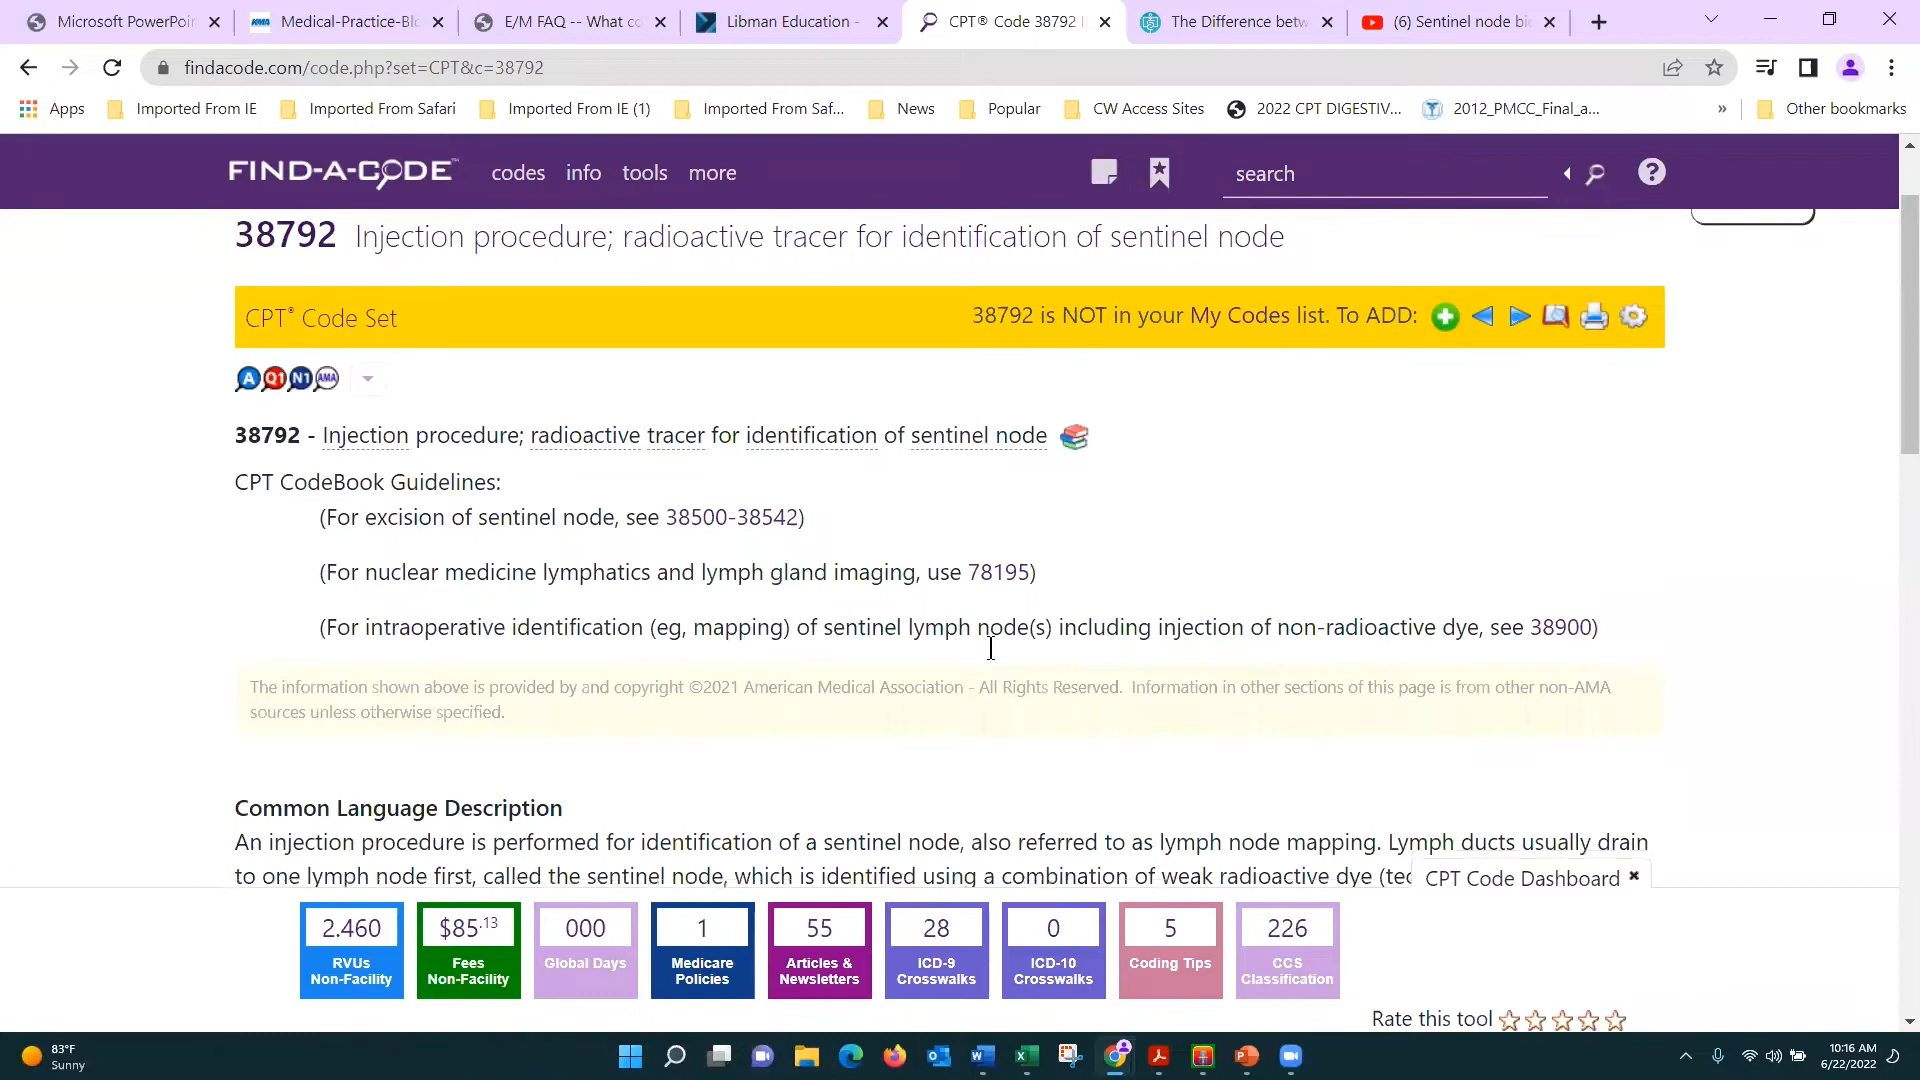 Microsoft PowerPoin
Medical-Practice-Blo
E/M FAQ -- What co
Libman Education -
CPT® Code 38792 I
The Difference betw
(6) Sentinel node bi
findacode.com/code.php?set=CPT&c=38792
Apps
Imported From IE
Imported From Safari
Imported From IE (1)
Imported From Saf...
News
Popular
CW Access Sites
2022 CPT DIGESTIV...
2012_PMCC_Final_a...
»
Other bookmarks
FIND-A-CODE™
codes
info
tools
more
search
38792 Injection procedure; radioactive tracer for identification of sentinel node
CPT® Code Set
38792 is NOT in your My Codes list. To ADD:
A Q1 N1 AMA
38792 - Injection procedure; radioactive tracer for identification of sentinel node
CPT CodeBook Guidelines:
(For excision of sentinel node, see 38500-38542)
(For nuclear medicine lymphatics and lymph gland imaging, use 78195)
(For intraoperative identification (eg, mapping) of sentinel lymph node(s) including injection of non-radioactive dye, see 38900)
The information shown above is provided by and copyright ©2021 American Medical Association - All Rights Reserved. Information in other sections of this page is from other non-AMA
sources unless otherwise specified.
Common Language Description
An injection procedure is performed for identification of a sentinel node, also referred to as lymph node mapping. Lymph ducts usually drain
to one lymph node first, called the sentinel node, which is identified using a combination of weak radioactive dye (tec
CPT Code Dashboard
2.460
RVUs
Non-Facility
$85.13
Fees
Non-Facility
000
Global Days
1
Medicare
Policies
55
Articles &
Newsletters
28
ICD-9
Crosswalks
0
ICD-10
Crosswalks
5
Coding Tips
226
CCS
Classification
Rate this tool
83°F
Sunny
10:16 AM
6/22/2022